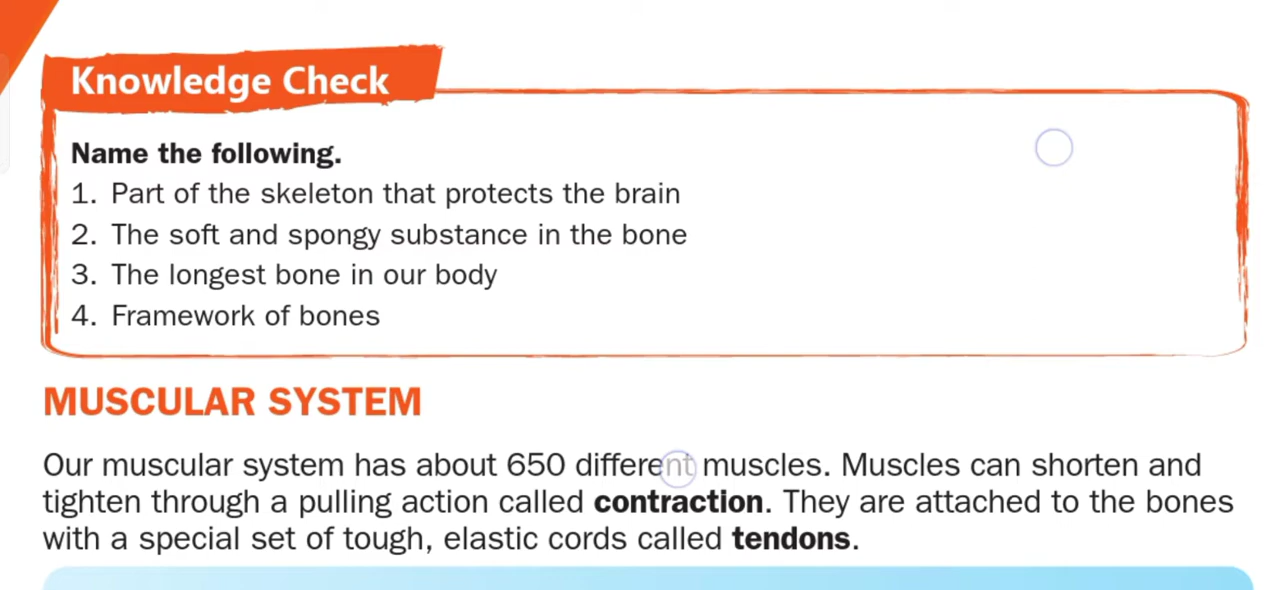 Knowledge Check
Name the following.
1. Part of the skeleton that protects the brain
2. The soft and spongy substance in the bone
3. The longest bone in our body
4. Framework of bones
MUSCULAR SYSTEM
Our muscular system has about 650 different muscles. Muscles can shorten and
tighten through a pulling action called contraction. They are attached to the bones
with a special set of tough, elastic cords called tendons.